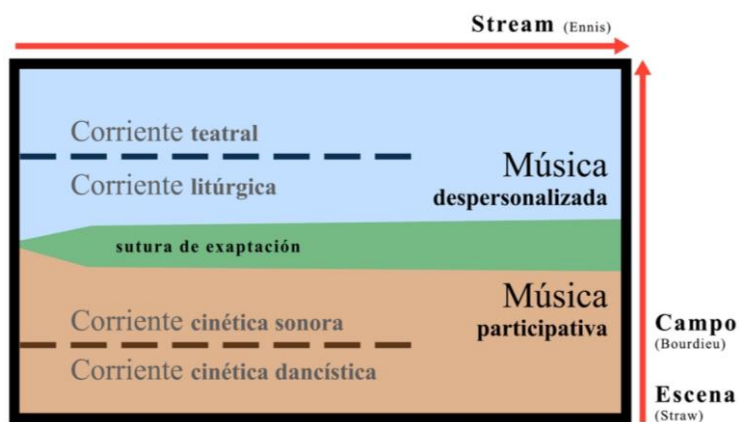 Stream (Ennis)
Corriente teatral
Corriente litúrgica
Música
despersonalizada
sutura de exaptación
Música
participativa
Corriente cinética sonora
Corriente cinética dancística
Campo
(Bourdieu)
Escena
(Straw)